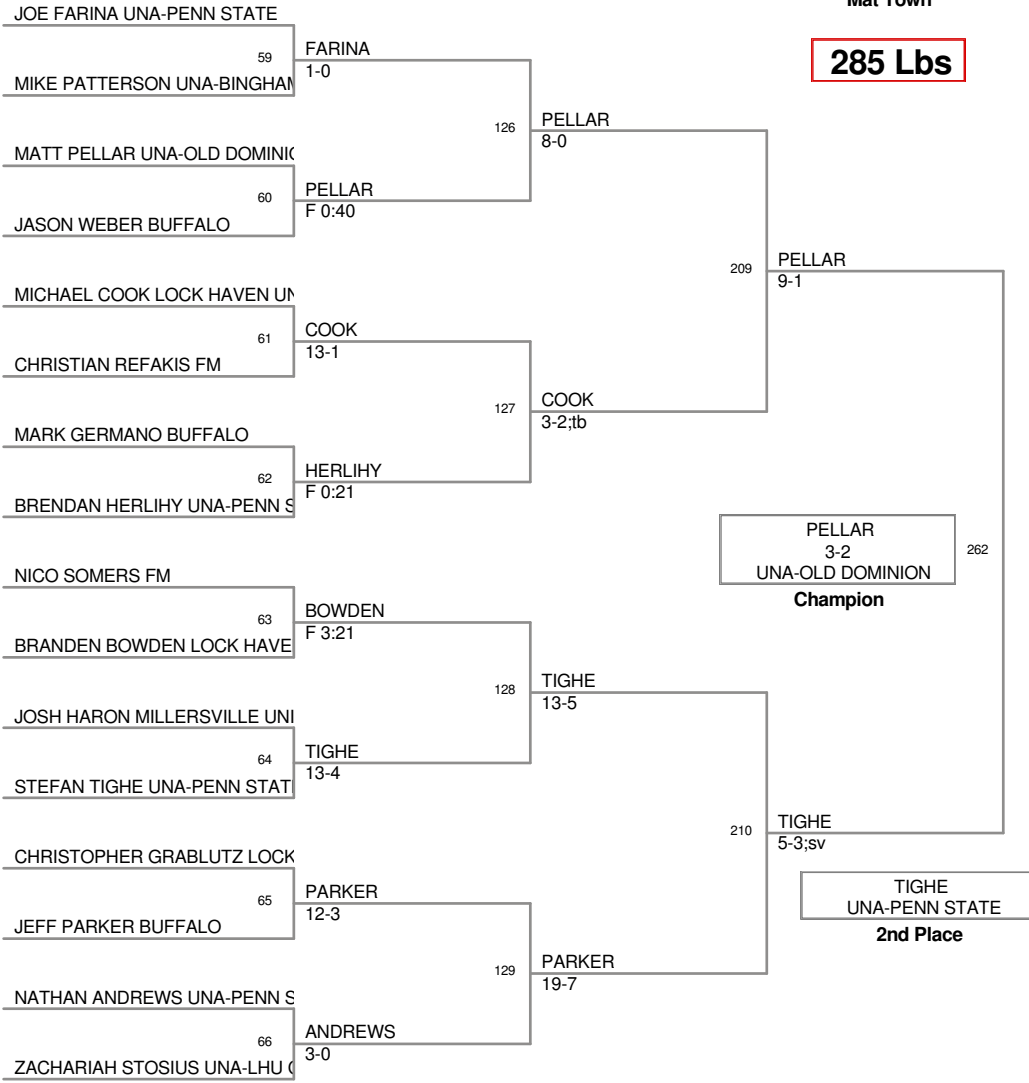 Mat Town
285 Lbs
JOE FARINA UNA-PENN STATE
59
FARINA
1-0
MIKE PATTERSON UNA-BINGHAM
126
PELLAR
8-0
MATT PELLAR UNA-OLD DOMINIO
60
PELLAR
F 0:40
JASON WEBER BUFFALO
209
PELLAR
9-1
MICHAEL COOK LOCK HAVEN UN
61
COOK
13-1
CHRISTIAN REFAKIS FM
127
COOK
3-2;tb
MARK GERMANO BUFFALO
62
HERLIHY
F 0:21
BRENDAN HERLIHY UNA-PENN S
PELLAR
3-2
UNA-OLD DOMINION
262
Champion
NICO SOMERS FM
63
BOWDEN
F 3:21
BRANDEN BOWDEN LOCK HAVE
128
TIGHE
13-5
JOSH HARON MILLERSVILLE UNI
64
TIGHE
13-4
STEFAN TIGHE UNA-PENN STAT
210
TIGHE
5-3;sv
CHRISTOPHER GRABLUTZ LOCK
65
PARKER
12-3
JEFF PARKER BUFFALO
TIGHE
UNA-PENN STATE
2nd Place
129
PARKER
19-7
NATHAN ANDREWS UNA-PENN S
66
ANDREWS
3-0
ZACHARIAH STOSIUS UNA-LHU